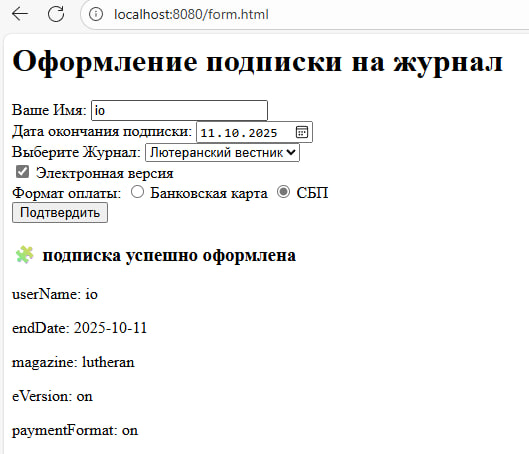 localhost:8080/form.html
Оформление подписки на журнал
Ваше Имя: io
Дата окончания подписки: 11.10.2025
Выберите Журнал: Лютеранский вестник
Электронная версия
Формат оплаты: Банковская карта СБП
Подтвердить
подписка успешно оформлена
userName: io
endDate: 2025-10-11
magazine: lutheran
eVersion: on
paymentFormat: on